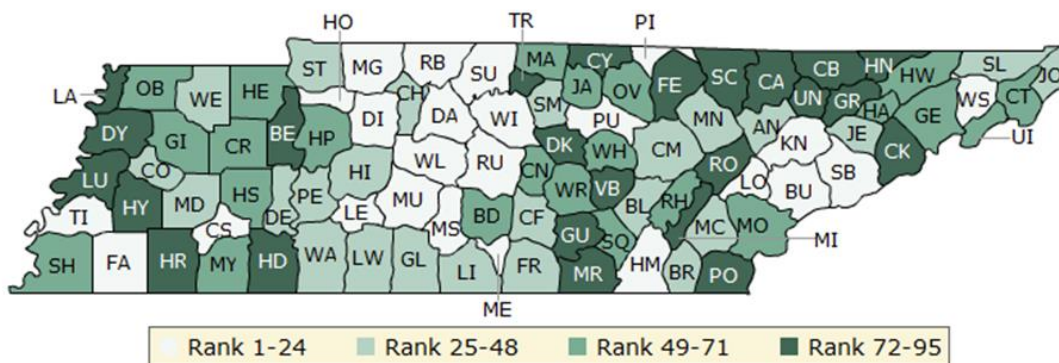 HO TR PI
ST MG RB SU MA CY SC CA CB HN HW SL JO
LA OB WE HE CH JA OV FE UN GR HA WS CT
DY GI CR BE HP DI DA WI SM PU MN AN KN JE GE UI
LU CO HI WL RU DK WH CM RO LO SB CK
TI HY MD HS DE PE LE MU CN WR VB BL RH BU
CS MS BD CF MC MO MI
SH FA HR MY HD WA LW GL LI FR GU SQ MR HM BR PO
ME
Rank 1-24 Rank 25-48 Rank 49-71 Rank 72-95